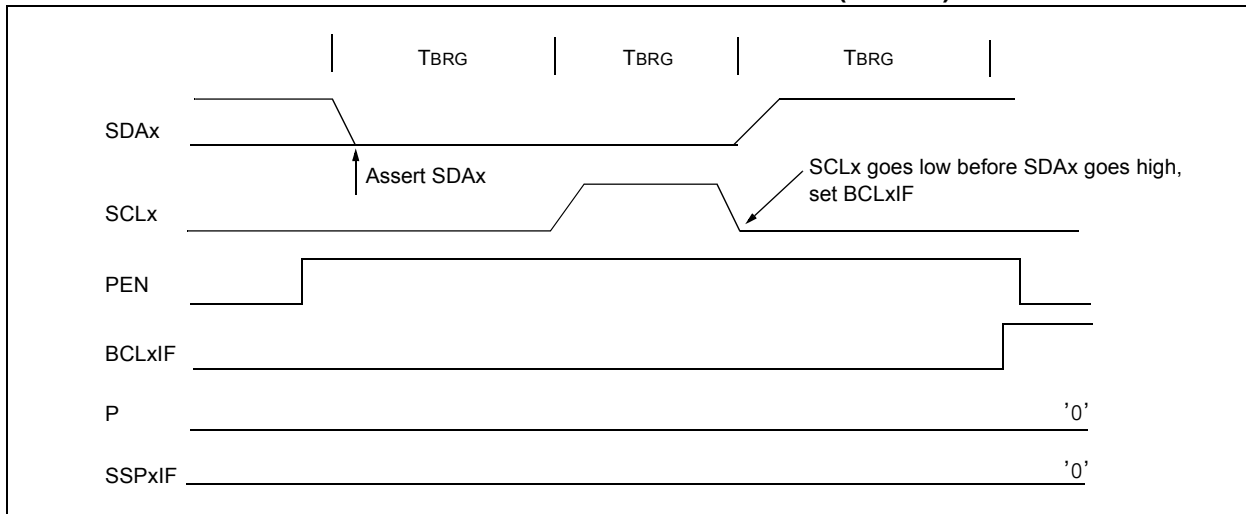 TBRG TBRG TBRG
SDAx
Assert SDAx
SCLx goes low before SDAx goes high,
set BCLxIF
SCLx
PEN
BCLxIF
P '0'
SSPxIF '0'